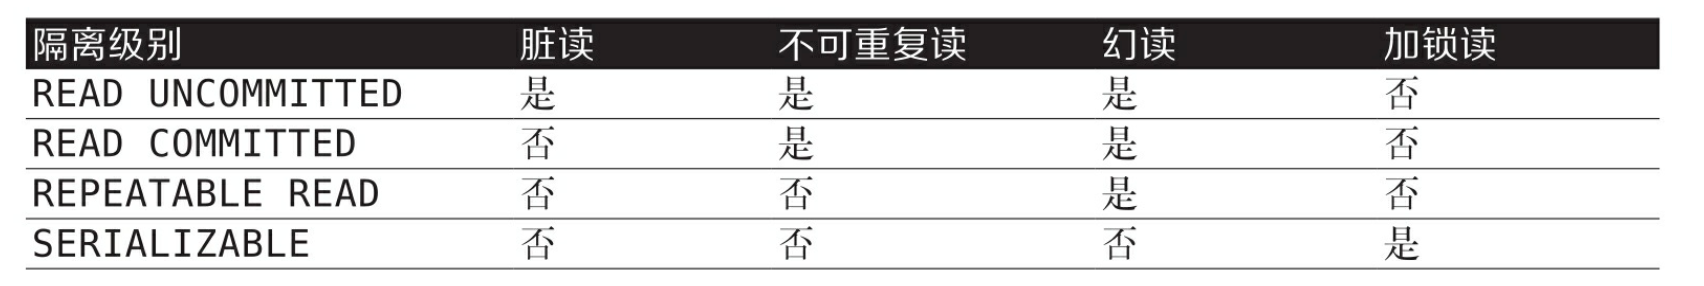 隔离级别 脏读 不可重复读 幻读 加锁读
READ UNCOMMITTED 是 是 是 否
READ COMMITTED 否 是 是 否
REPEATABLE READ 否 否 是 否
SERIALIZABLE 否 否 否 是